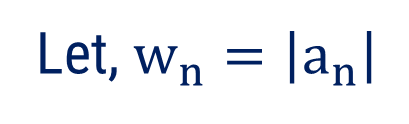 Let, wₙ = |aₙ|